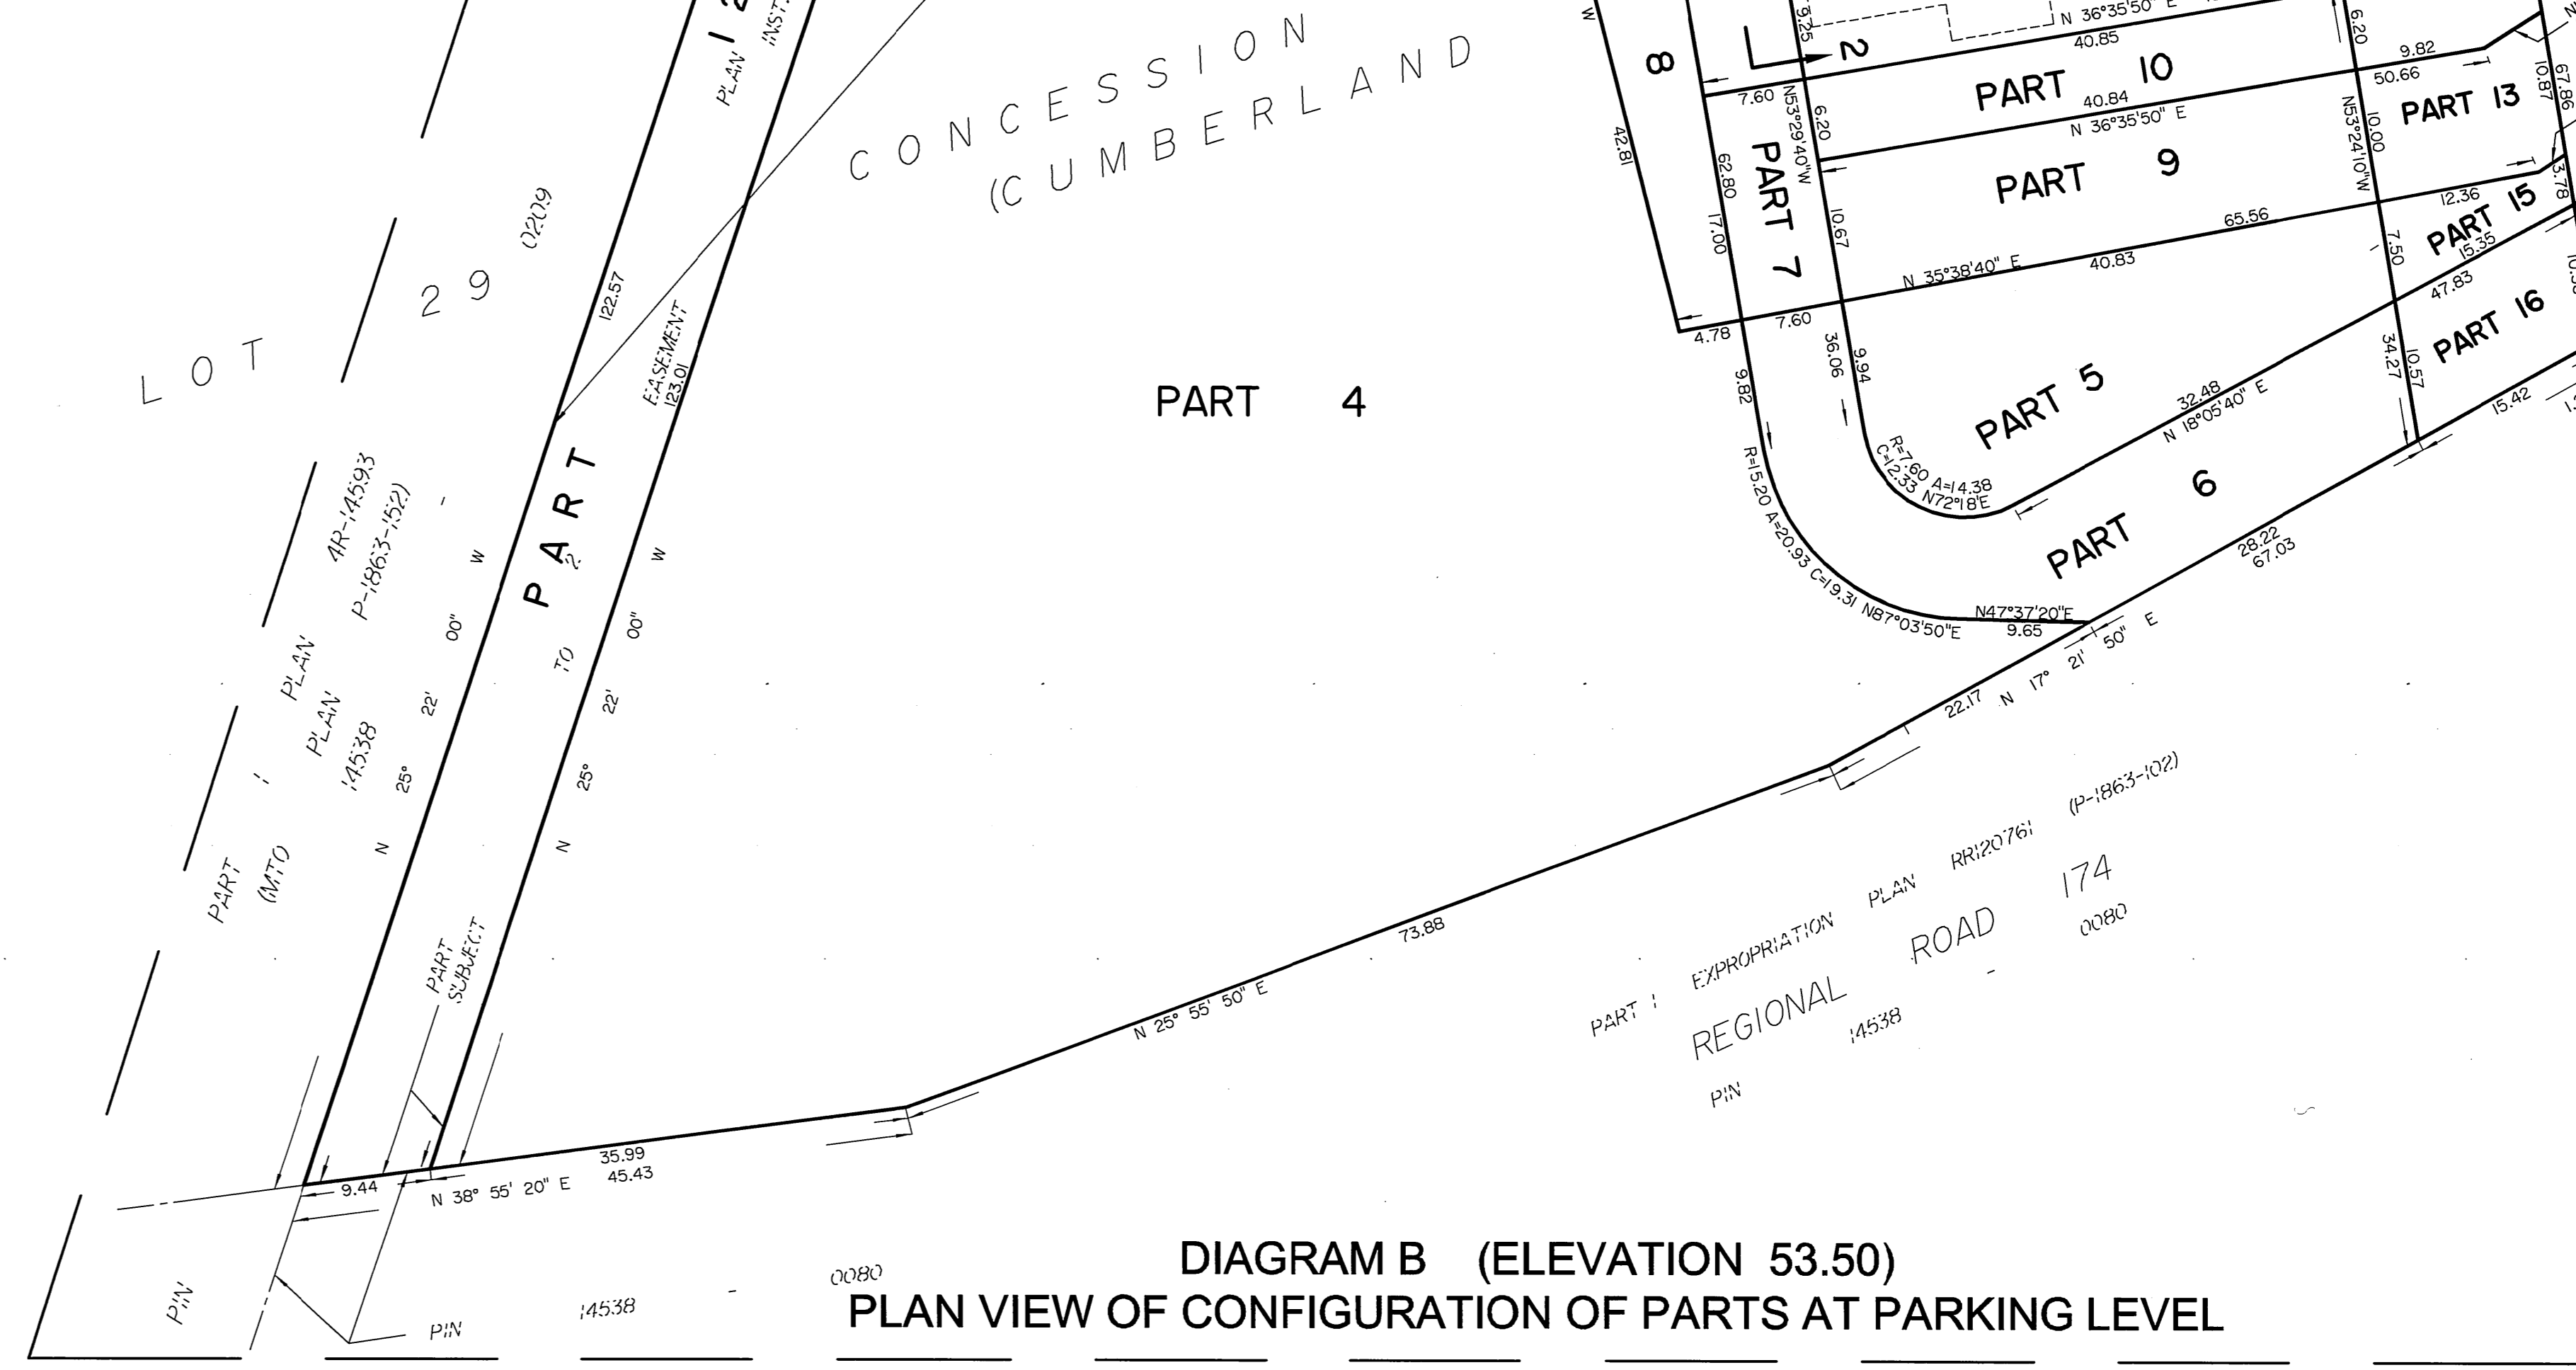 LOT 29
0209
PLAN 4R-14593
PLAN P-1863-152)
14538 -
PART 1
(MTO
N 25° 22' 00" W
122.57
PART 12
PLAN
INST.
PART 2
SUBJECT TO EASEMENT
123.01
N 25° 22' 00" W
CONCESSION
(CUMBERLAND
PART 4
W
42.81
8
2
7.60
62.80
17.00
PART 7
9.25
N53°29'40"W
6.20
10.67
4.78
7.60
9.82
36.06
9.94
N 36°35'50" E
40.85
PART 10
40.84
N 36°35'50" E
PART 9
65.56
N 35°38'40" E
40.83
6.20
9.82
50.66
N53°24'10"W
10.00
PART 13
10.87
67.86
3.78
12.36
PART 15
15.35
7.50
47.83
PART 16
34.27
10.57
15.42
PART 5
32.48
N 18°05'40" E
R=7.60 A=14.38
C=12.33 N72°18'E
R=15.20 A=20.93 C=19.31 N87°03'50"E
N47°37'20"E
9.65
PART 6
28.22
67.03
N 17° 21' 50" E
22.17
73.88
N 25° 55' 50" E
35.99
45.43
9.44
N 38° 55' 20" E
PART 1 EXPROPRIATION PLAN RR120761 (P-1863-102)
REGIONAL ROAD 174
PIN 14538 - 0080
PIN
PIN 14538 - 0080
DIAGRAM B (ELEVATION 53.50)
PLAN VIEW OF CONFIGURATION OF PARTS AT PARKING LEVEL